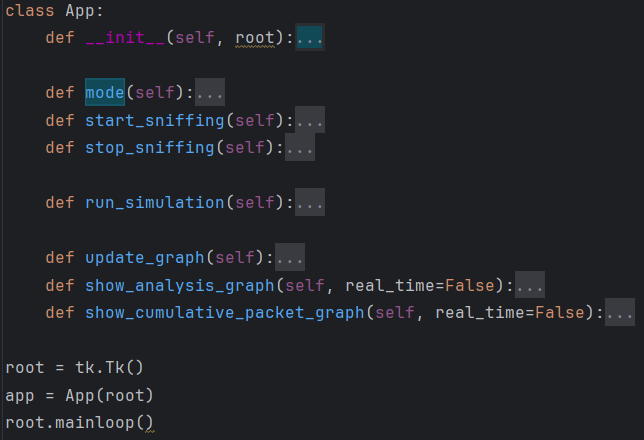 class App:
    def __init__(self, root):...
    def mode(self):...
    def start_sniffing(self):...
    def stop_sniffing(self):...
    def run_simulation(self):...
    def update_graph(self):...
    def show_analysis_graph(self, real_time=False):...
    def show_cumulative_packet_graph(self, real_time=False):...
root = tk.Tk()
app = App(root)
root.mainloop()